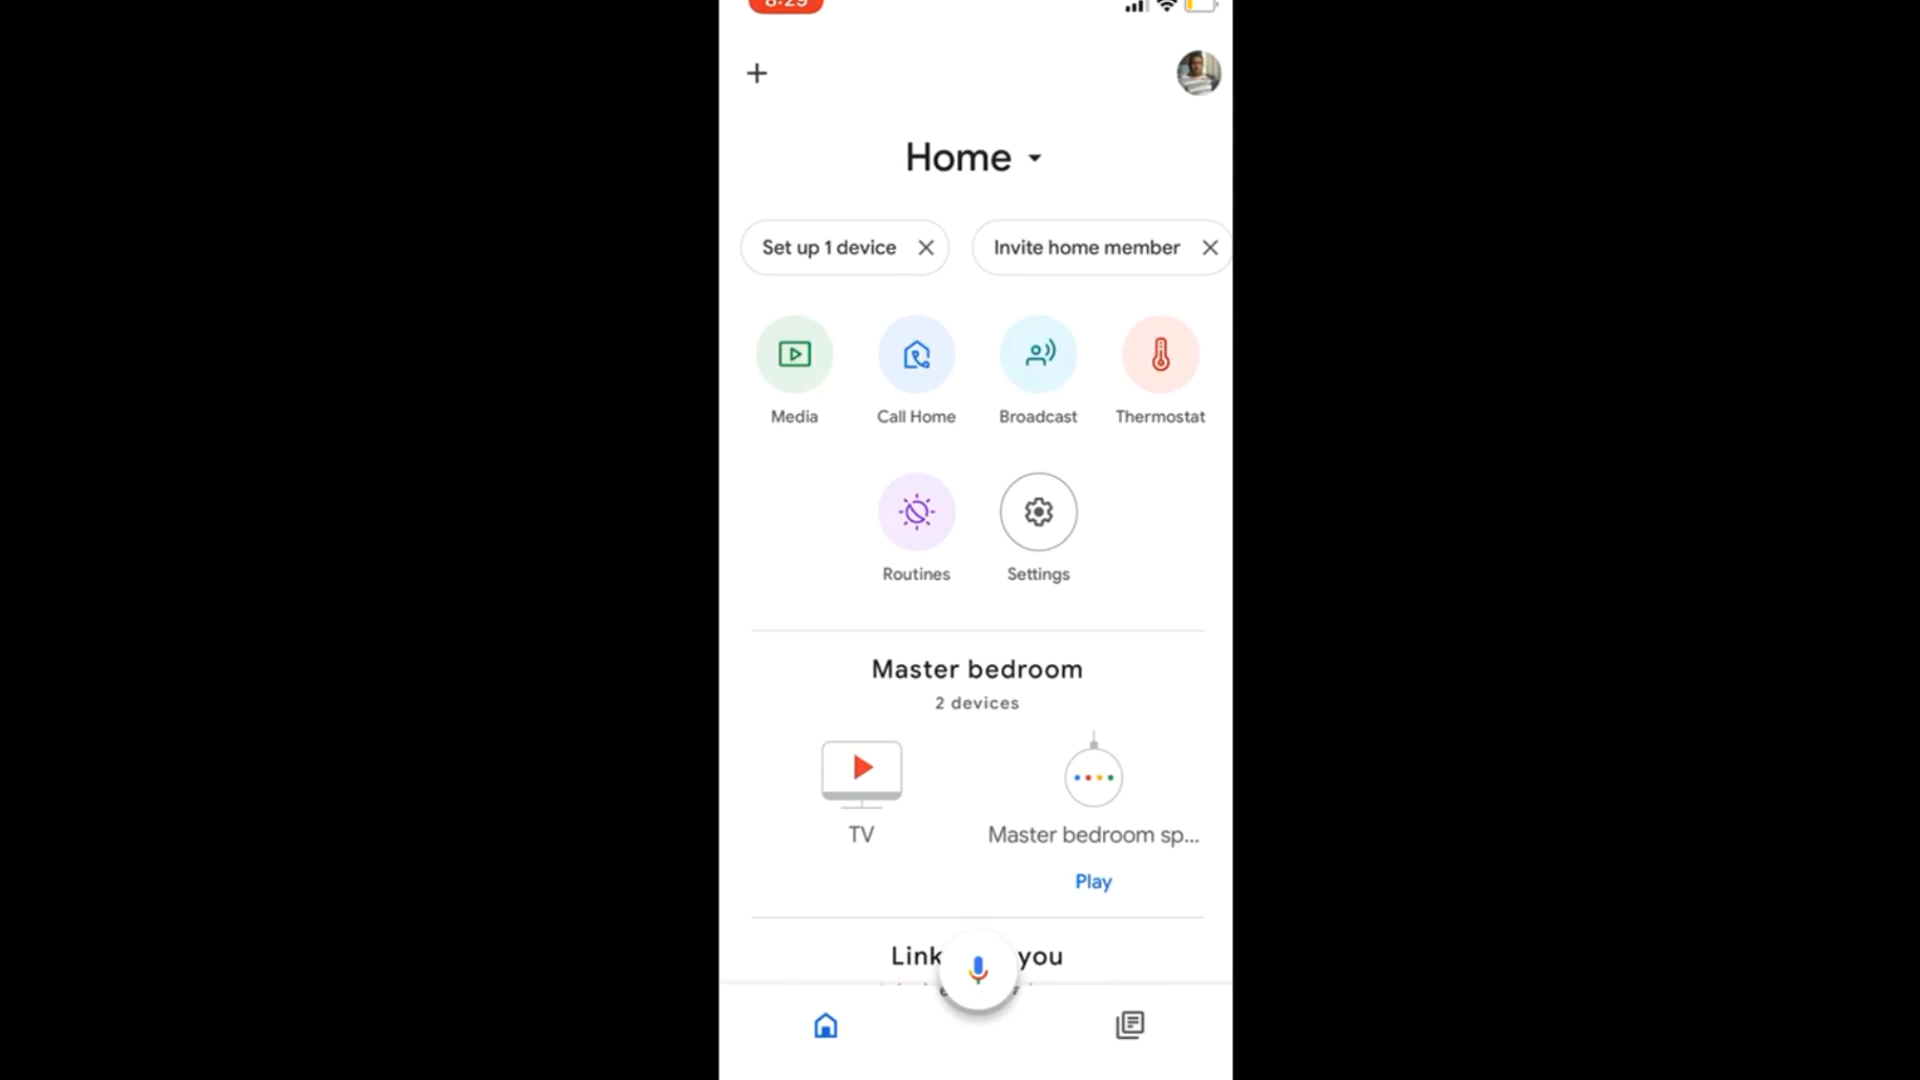 8:29
Home
Set up 1 device
Invite home member
Media
Call Home
Broadcast
Thermostat
Routines
Settings
Master bedroom
2 devices
TV
Master bedroom sp...
Play
Link you